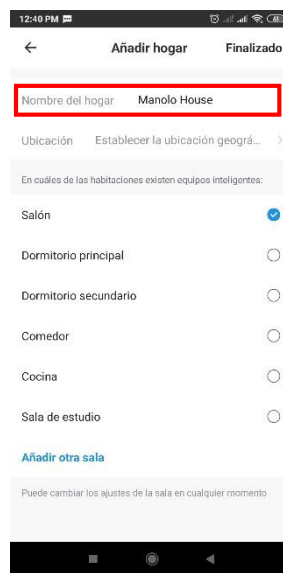 12:40 PM
Añadir hogar Finalizado
Nombre del hogar Manolo House
Ubicación Establecer la ubicación geográ...
En cuáles de las habitaciones existen equipos inteligentes:
Salón
Dormitorio principal
Dormitorio secundario
Comedor
Cocina
Sala de estudio
Añadir otra sala
Puede cambiar los ajustes de la sala en cualquier momento